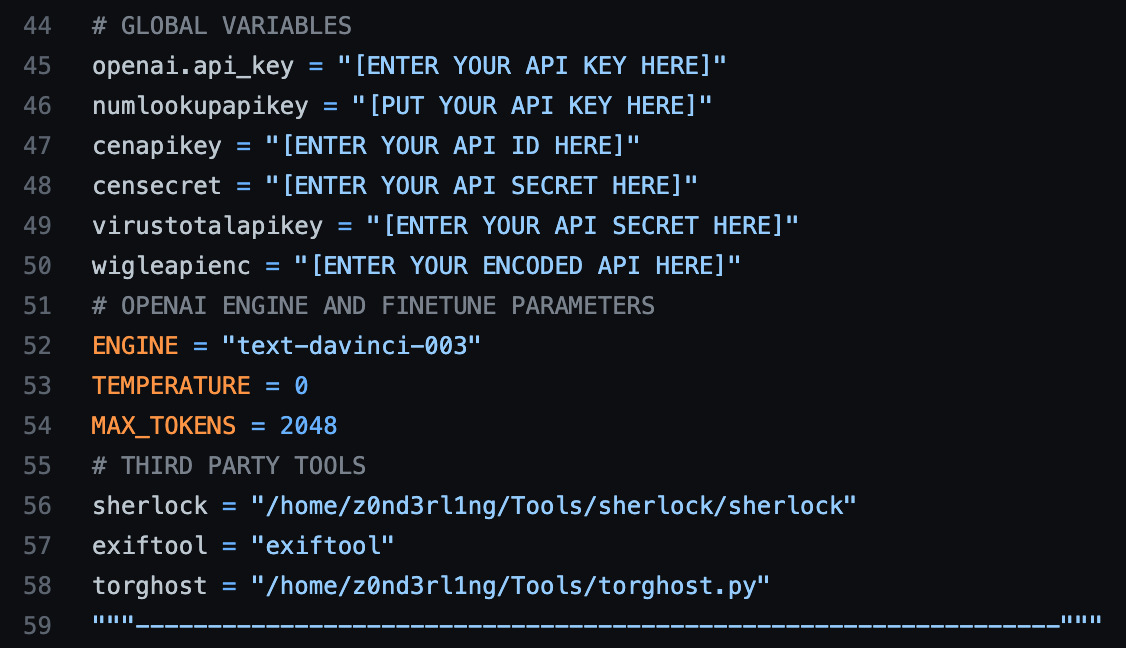 44 # GLOBAL VARIABLES
45 openai.api_key = "[ENTER YOUR API KEY HERE]"
46 numlookupapikey = "[PUT YOUR API KEY HERE]"
47 cenapikey = "[ENTER YOUR API ID HERE]"
48 censecret = "[ENTER YOUR API SECRET HERE]"
49 virustotalapikey = "[ENTER YOUR API SECRET HERE]"
50 wigleapienc = "[ENTER YOUR ENCODED API HERE]"
51 # OPENAI ENGINE AND FINETUNE PARAMETERS
52 ENGINE = "text-davinci-003"
53 TEMPERATURE = 0
54 MAX_TOKENS = 2048
55 # THIRD PARTY TOOLS
56 sherlock = "/home/z0nd3rl1ng/Tools/sherlock/sherlock"
57 exiftool = "exiftool"
58 torghost = "/home/z0nd3rl1ng/Tools/torghost.py"
59 """----------------------------------------------------------------"""